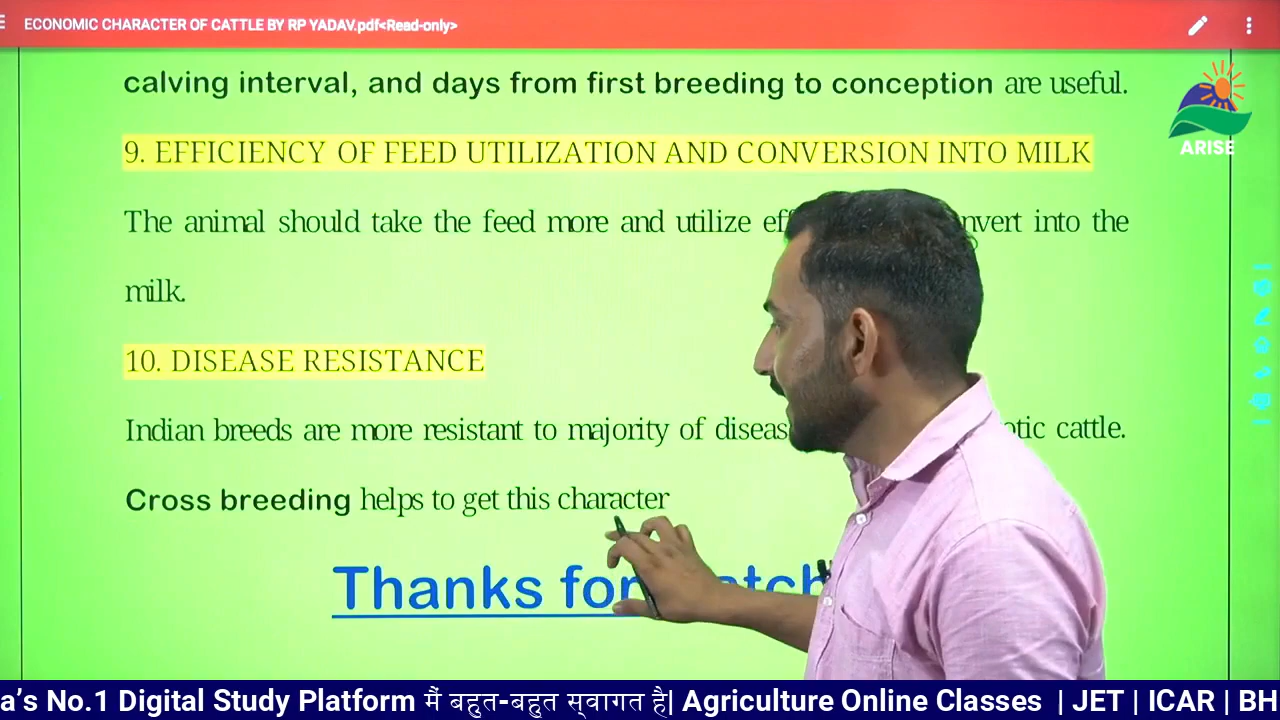 ECONOMIC CHARACTER OF CATTLE BY RP YADAV.pdf<Read-only>
calving interval, and days from first breeding to conception are useful.
ARISE
9. EFFICIENCY OF FEED UTILIZATION AND CONVERSION INTO MILK
The animal should take the feed more and utilize into the
milk.
10. DISEASE RESISTANCE
Indian breeds are more resistant to majority of cattle.
Cross breeding helps to get this character
Thanks
a's No.1 Digital Study Platform में बहुत-बहुत स्वागत है| Agriculture Online Classes | JET | ICAR | BH